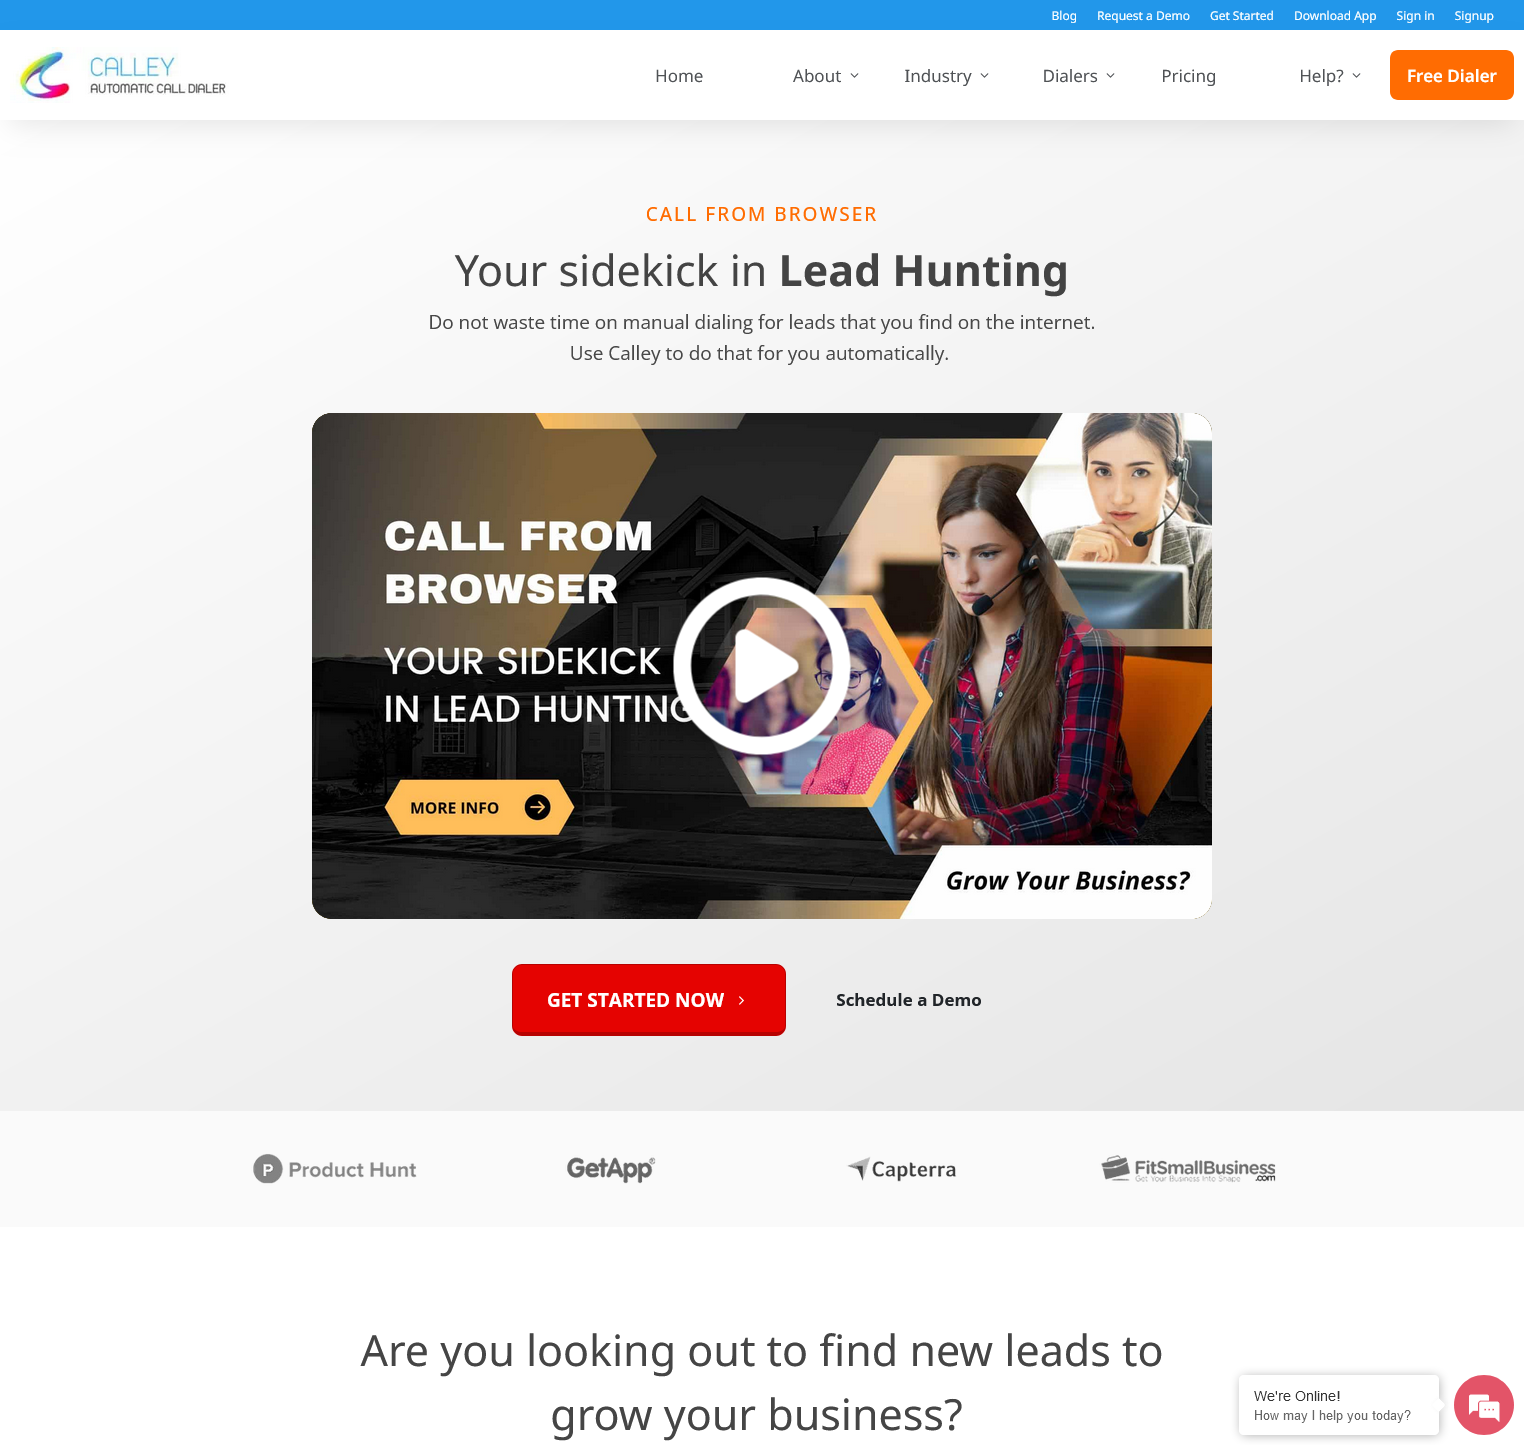 Blog Request a Demo Get Started Download App Sign in Signup
CALLEY
AUTOMATIC CALL DIALER
Home About Industry Dialers Pricing Help? Free Dialer
CALL FROM BROWSER
Your sidekick in Lead Hunting
Do not waste time on manual dialing for leads that you find on the internet.
Use Calley to do that for you automatically.
CALL FROM
BROWSER
YOUR SIDEKICK
IN LEAD HUNTING
MORE INFO
Grow Your Business?
GET STARTED NOW
Schedule a Demo
P Product Hunt
GetApp®
Capterra
FitSmallBusiness
Get Your Business Into Shape .com
Are you looking out to find new leads to
grow your business?
We're Online!
How may I help you today?